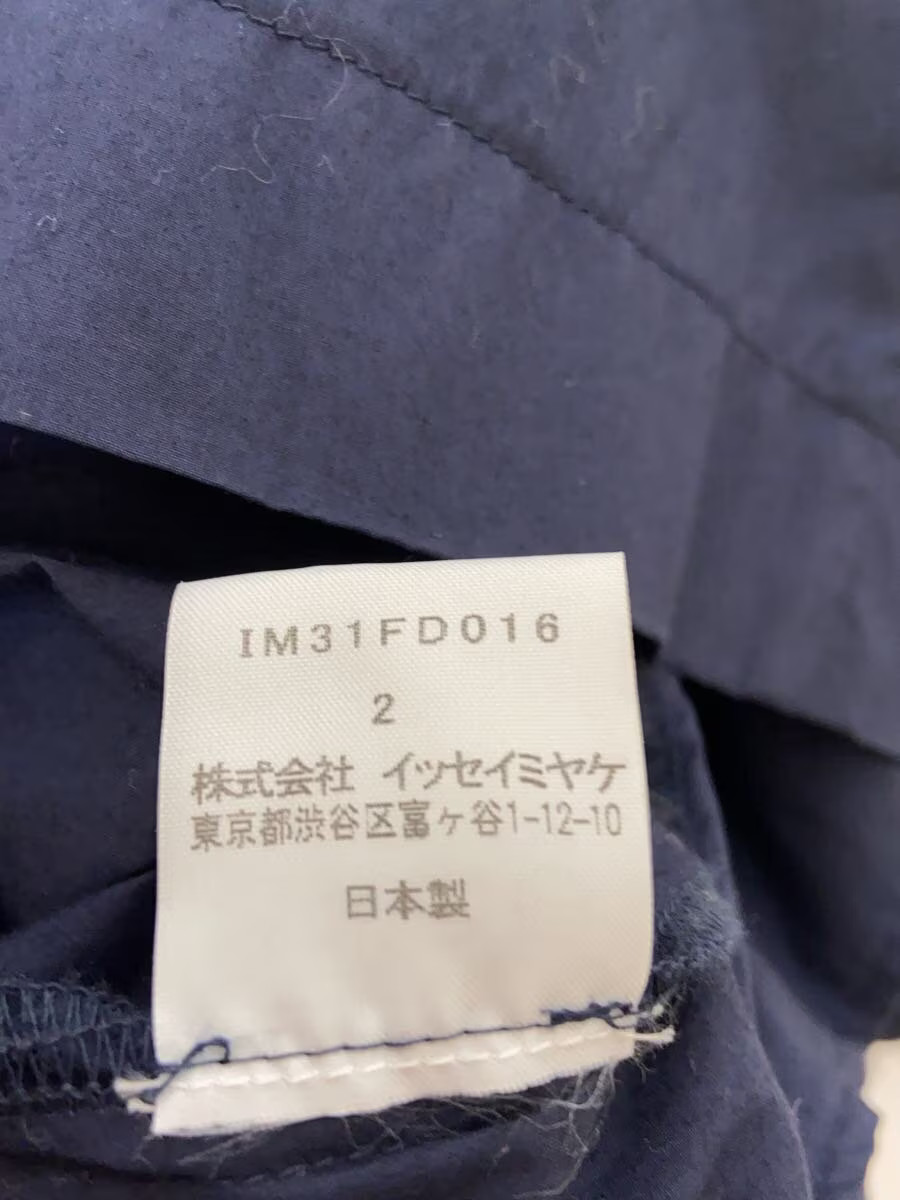 IM31FD016
2
株式会社 イッセイミヤケ
東京都渋谷区富ヶ谷1-12-10
日本製